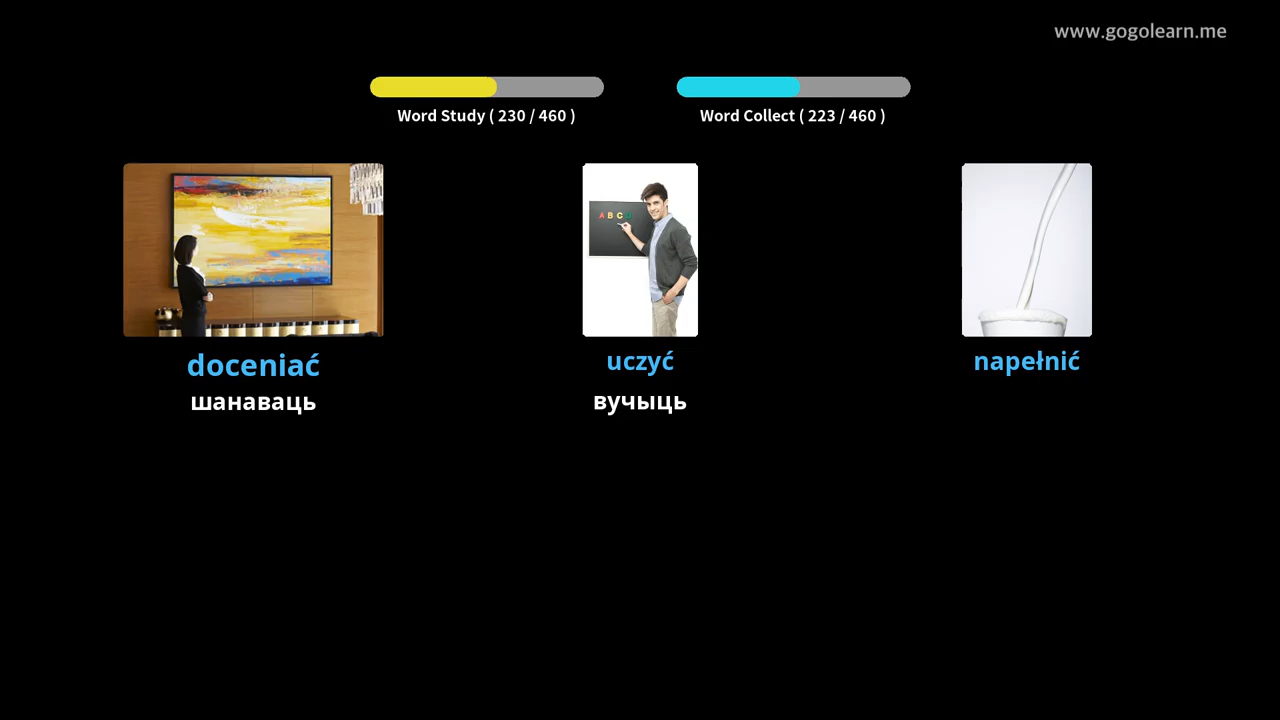 www.gogolearn.me
Word Study ( 230 / 460 )
Word Collect ( 223 / 460 )
A B C D
doceniać
шанаваць
uczyć
вучыць
napełnić